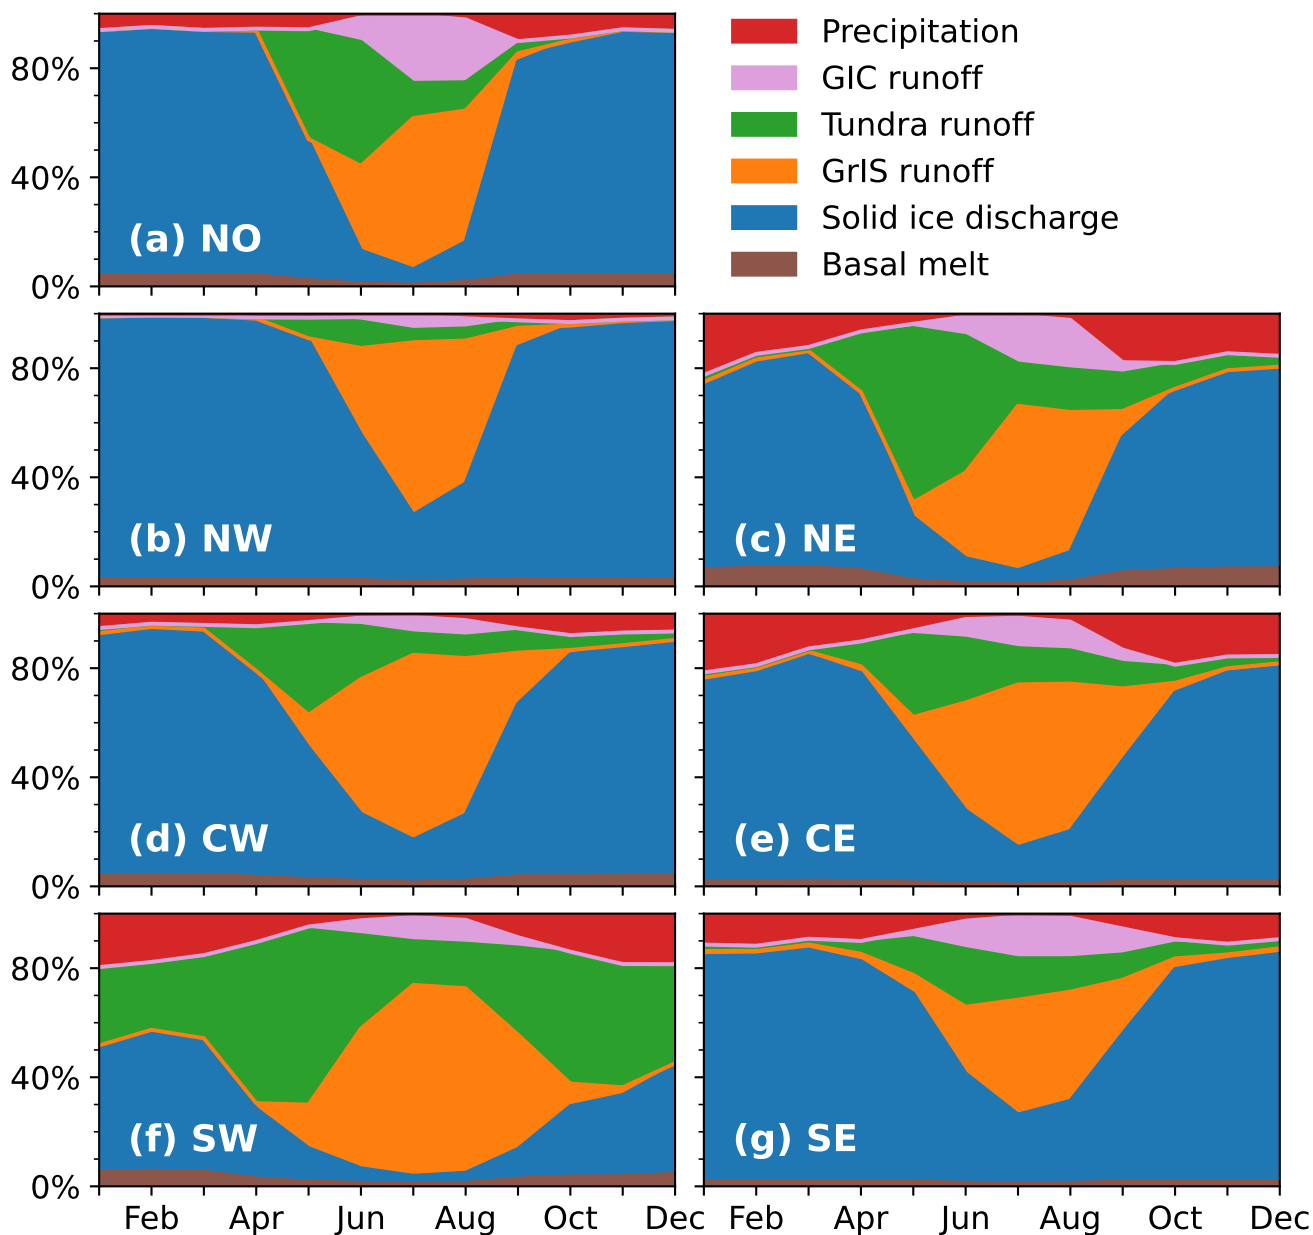 Precipitation
GIC runoff
Tundra runoff
GrIS runoff
Solid ice discharge
Basal melt
80%
40%
0%
(a) NO
80%
40%
0%
(b) NW
(c) NE
80%
40%
0%
(d) CW
(e) CE
80%
40%
0%
(f) SW
(g) SE
Feb Apr Jun Aug Oct Dec Feb Apr Jun Aug Oct Dec